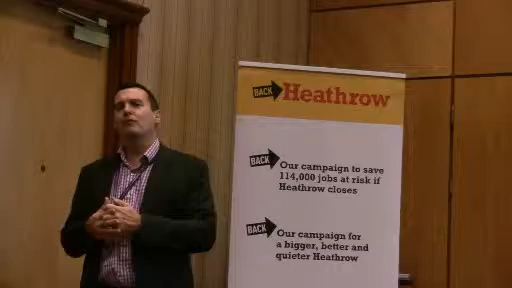 BACK Heathrow
BACK
Our campaign to save
114,000 jobs at risk if
Heathrow closes
BACK
Our campaign for
a bigger, better and
quieter Heathrow